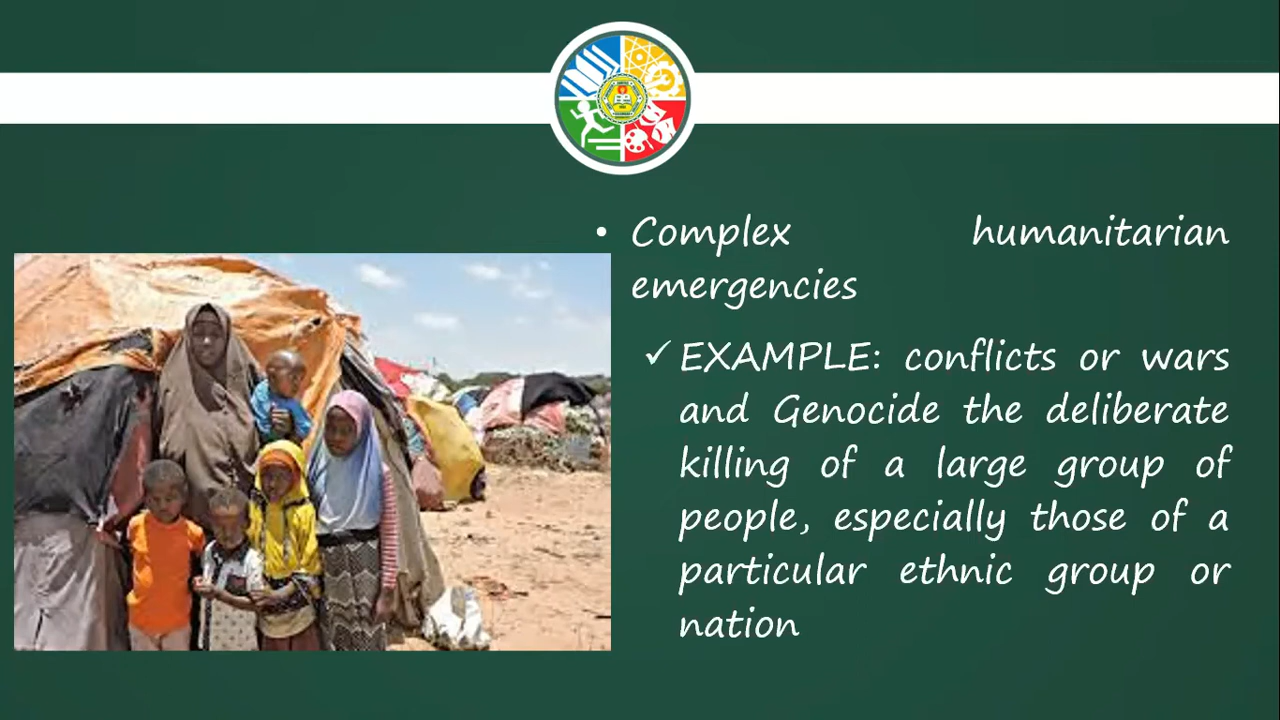 • Complex humanitarian
emergencies
✓ EXAMPLE: conflicts or wars
and Genocide the deliberate
killing of a large group of
people, especially those of a
particular ethnic group or
nation